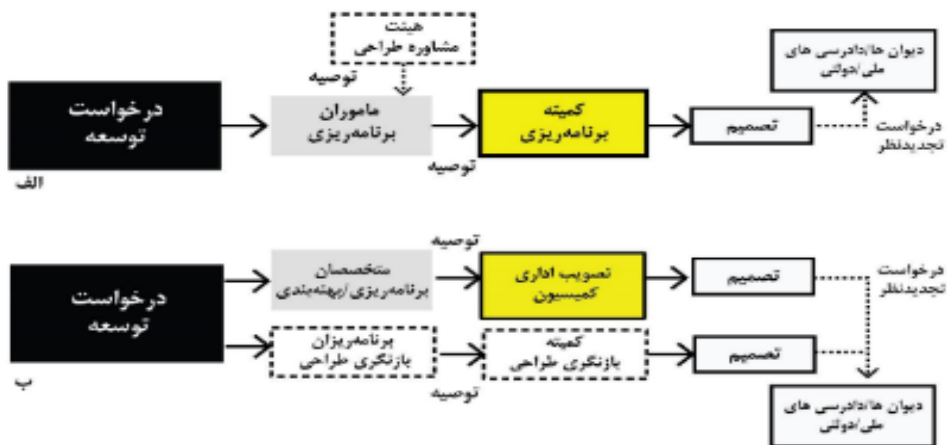 هیئت
مشاوره طراحی
توصیه
درخواست
توسعه
ماموران
برنامه‌ریزی
توصیه
کمیته
برنامه‌ریزی
تصمیم
دیوان ها/دادرسی های
ملی/دولتی
درخواست
تجدیدنظر
الف
درخواست
توسعه
متخصصان
برنامه‌ریزی/پهنه‌بندی
توصیه
تصویب اداری
کمیسیون
تصمیم
درخواست
تجدیدنظر
برنامه‌ریزان
بازنگری طراحی
توصیه
کمیته
بازنگری طراحی
تصمیم
دیوان ها/دادرسی های
ملی/دولتی
ب